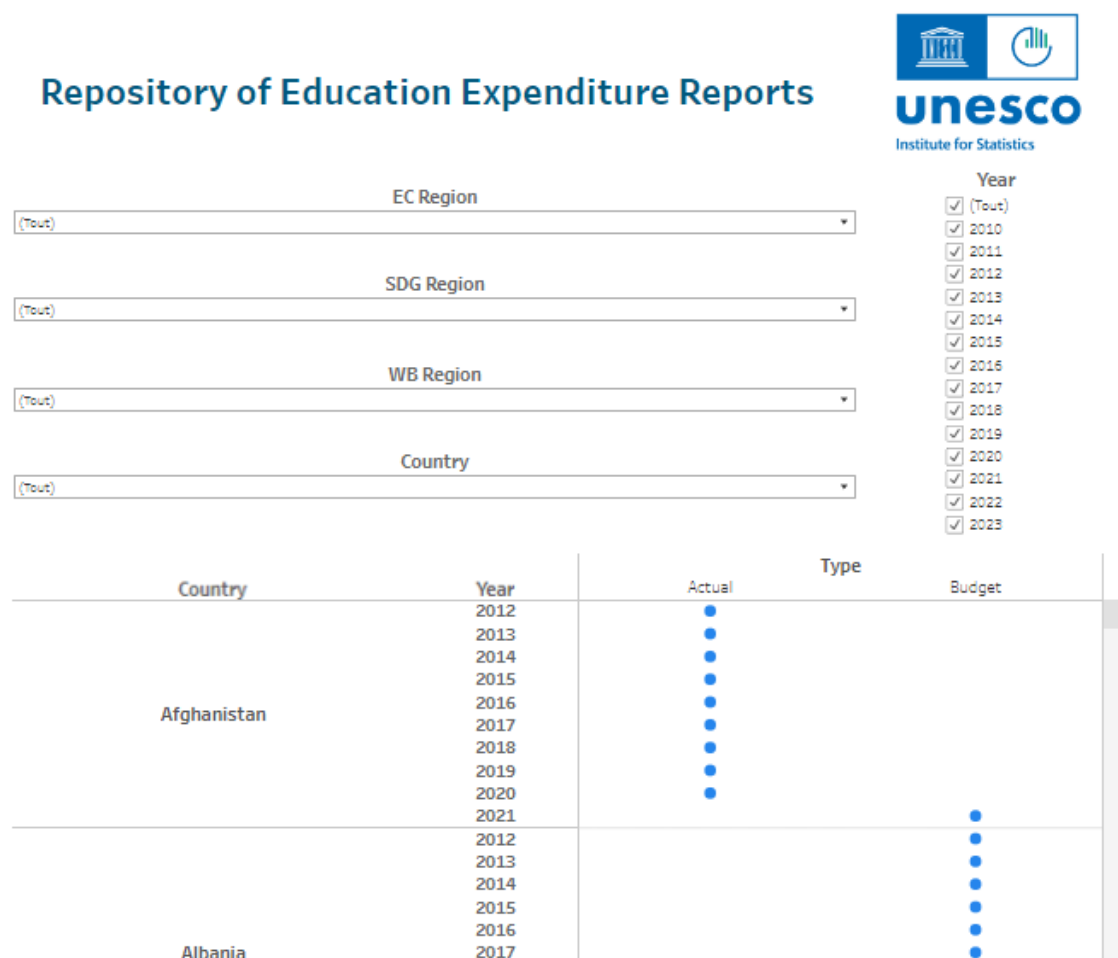 Repository of Education Expenditure Reports
unesco
Institute for Statistics
EC Region
(Tout)
SDG Region
(Tout)
WB Region
(Tout)
Country
(Tout)
Year
(Tout)
2010
2011
2012
2013
2014
2015
2016
2017
2018
2019
2020
2021
2022
2023
Type
Country Year Actual Budget
Afghanistan
2012
2013
2014
2015
2016
2017
2018
2019
2020
2021
Albania
2012
2013
2014
2015
2016
2017